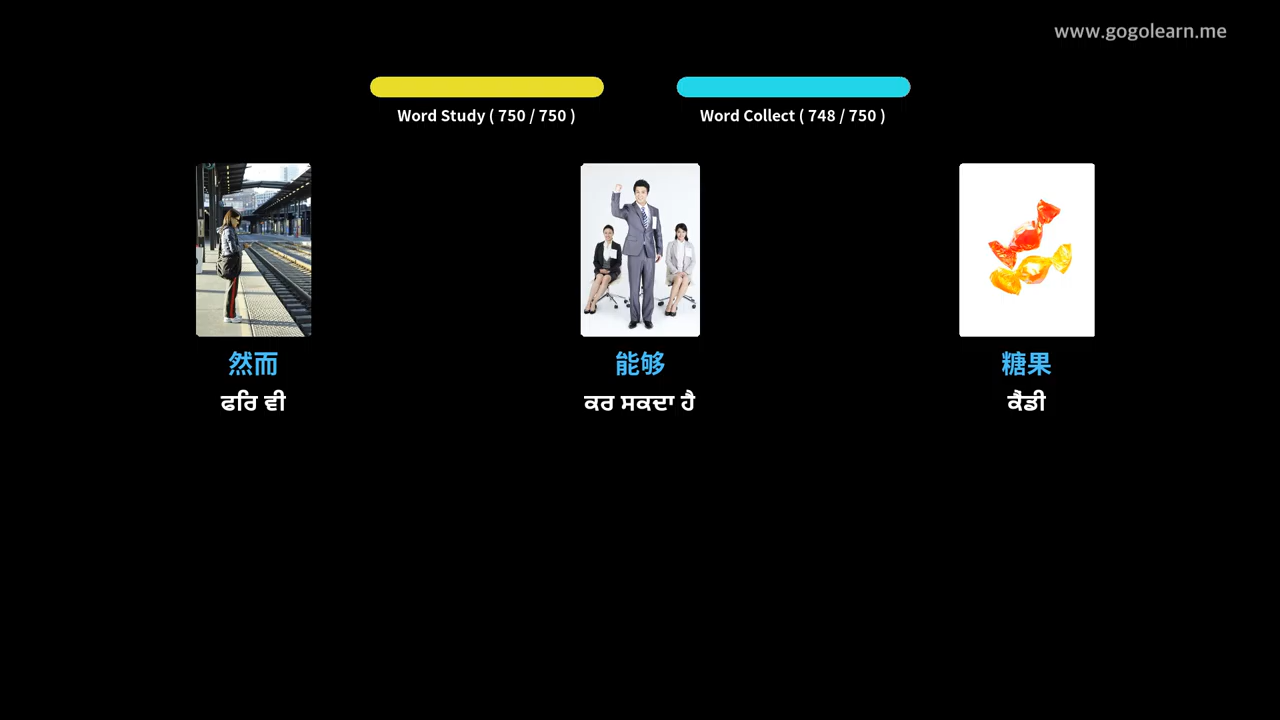 www.gogolearn.me
Word Study ( 750 / 750 )
Word Collect ( 748 / 750 )
然而
能够
糖果
ਫਰਿ ਵੀ
ਕਰ ਸਕਦਾ ਹੈ
ਕੈਂਡੀ